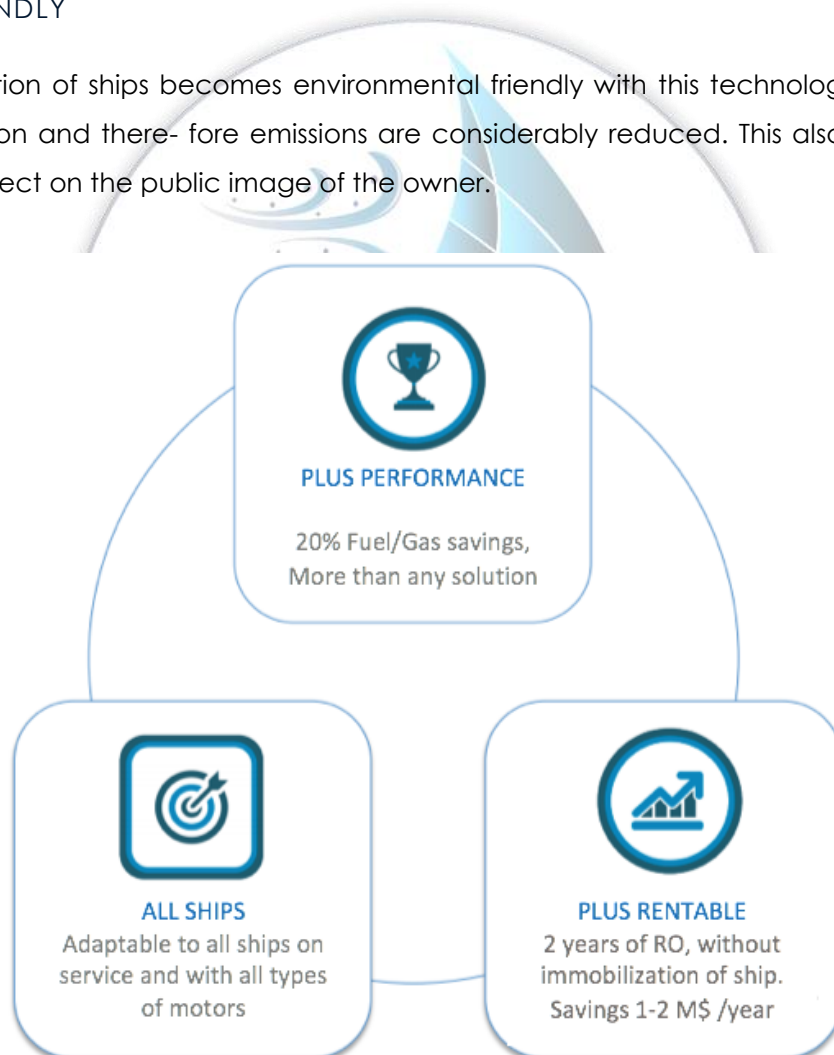 NDLY
tion of ships becomes environmental friendly with this technolog
on and there- fore emissions are considerably reduced. This also
ect on the public image of the owner.
PLUS PERFORMANCE
20% Fuel/Gas savings,
More than any solution
ALL SHIPS
Adaptable to all ships on
service and with all types
of motors
PLUS RENTABLE
2 years of RO, without
immobilization of ship.
Savings 1-2 M$ /year